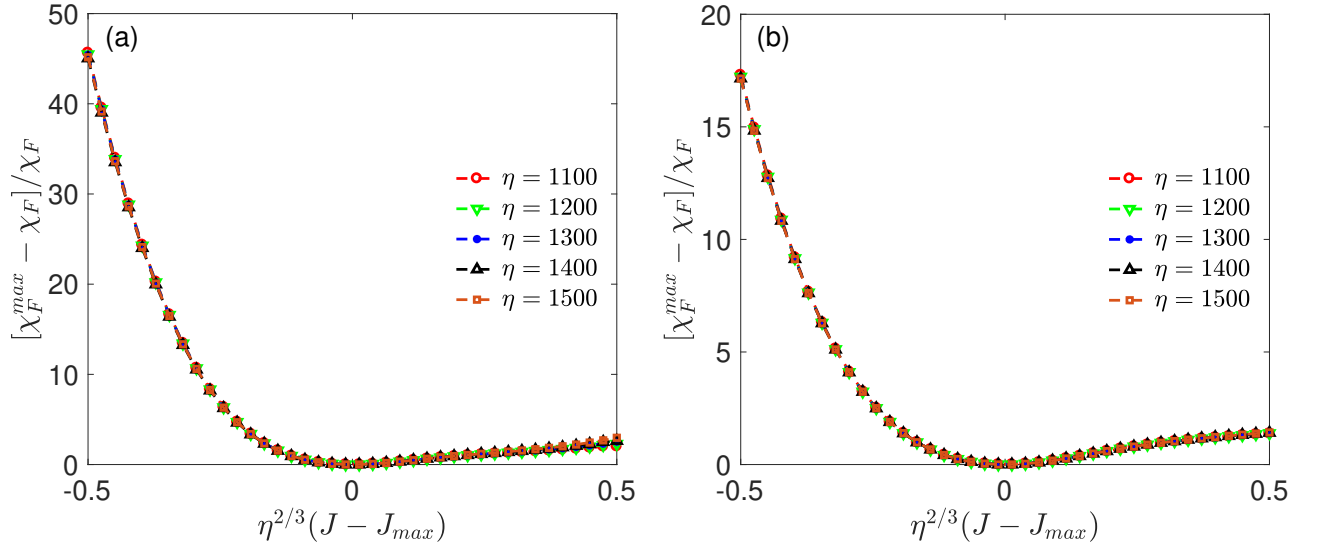 (a)
50
40
30
20
10
0
-0.5
0
0.5
[χ_F^{max} − χ_F]/χ_F
η^{2/3}(J − J_{max})
η = 1100
η = 1200
η = 1300
η = 1400
η = 1500
(b)
20
15
10
5
0
-0.5
0
0.5
[χ_F^{max} − χ_F]/χ_F
η^{2/3}(J − J_{max})
η = 1100
η = 1200
η = 1300
η = 1400
η = 1500